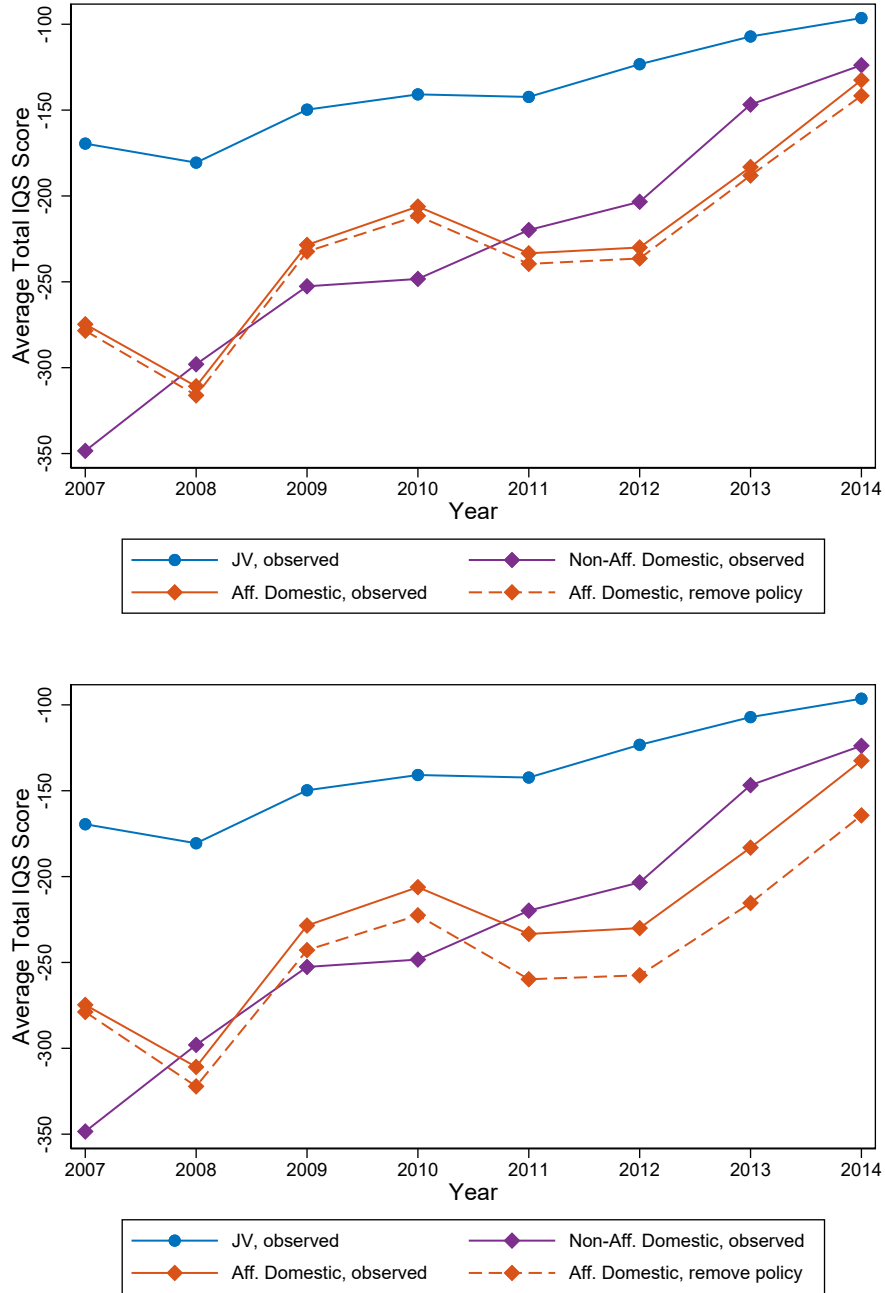 -100
-150
-200
-250
-300
-350
Average Total IQS Score
2007 2008 2009 2010 2011 2012 2013 2014
Year
JV, observed Non-Aff. Domestic, observed
Aff. Domestic, observed Aff. Domestic, remove policy
-100
-150
-200
-250
-300
-350
Average Total IQS Score
2007 2008 2009 2010 2011 2012 2013 2014
Year
JV, observed Non-Aff. Domestic, observed
Aff. Domestic, observed Aff. Domestic, remove policy